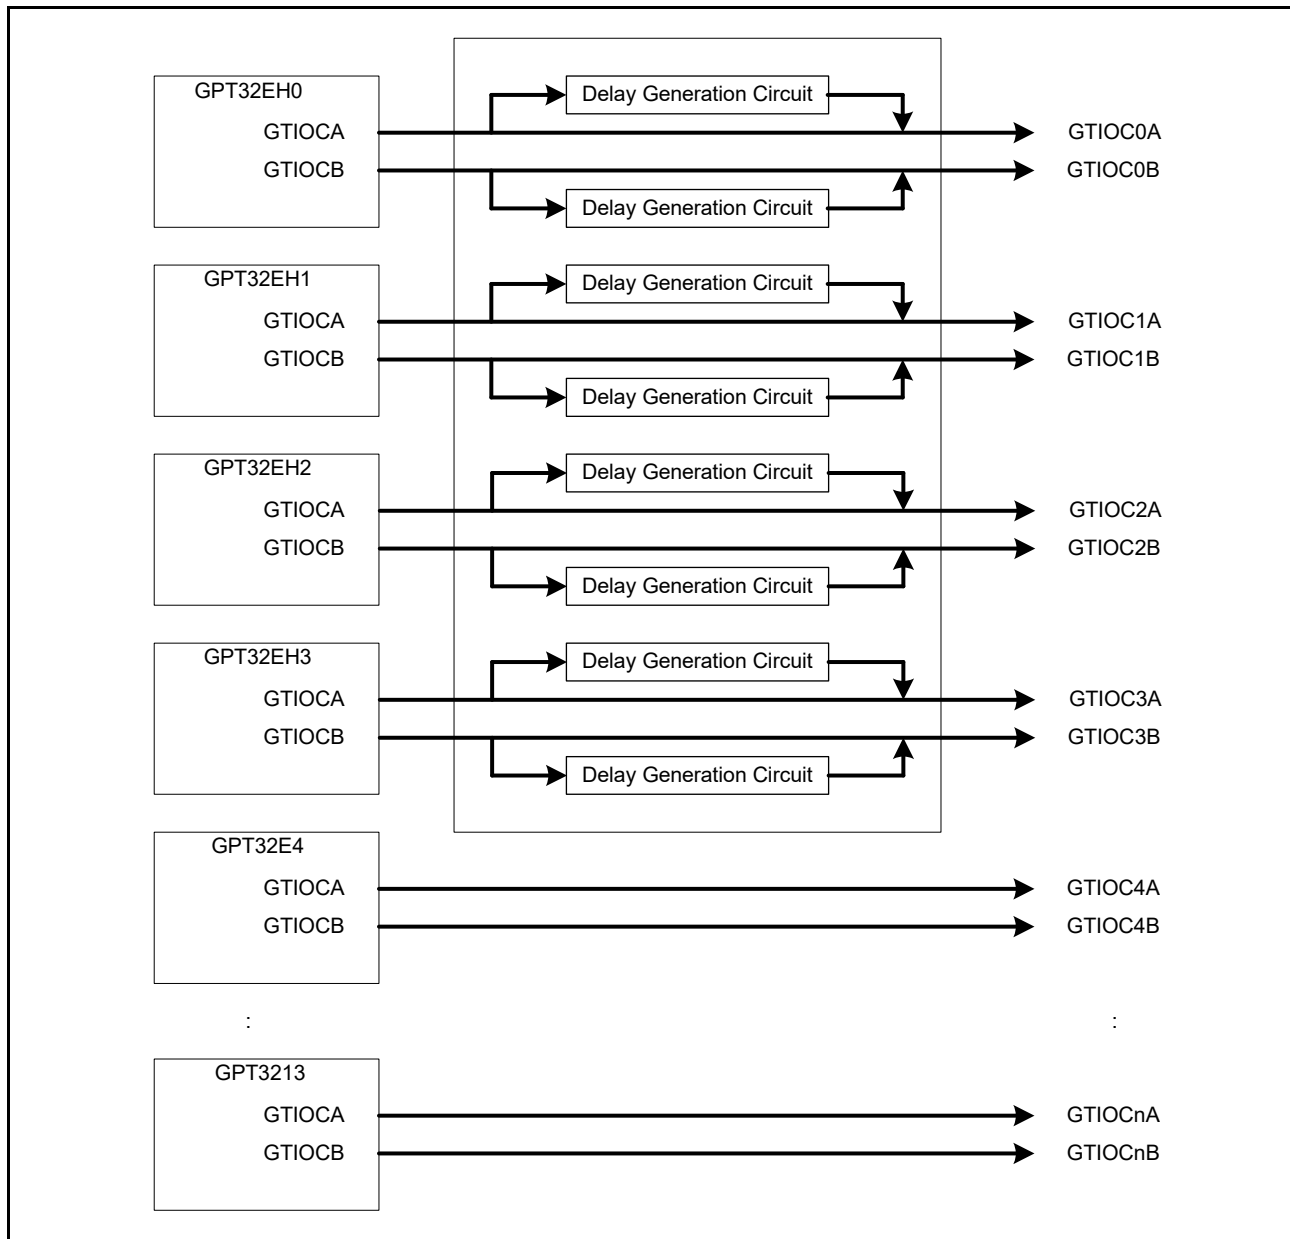 GPT32EH0
Delay Generation Circuit
GTIOCA
GTIOC0A
GTIOCB
GTIOC0B
Delay Generation Circuit
GPT32EH1
Delay Generation Circuit
GTIOCA
GTIOC1A
GTIOCB
GTIOC1B
Delay Generation Circuit
GPT32EH2
Delay Generation Circuit
GTIOCA
GTIOC2A
GTIOCB
GTIOC2B
Delay Generation Circuit
GPT32EH3
Delay Generation Circuit
GTIOCA
GTIOC3A
GTIOCB
GTIOC3B
Delay Generation Circuit
GPT32E4
GTIOCA
GTIOC4A
GTIOCB
GTIOC4B
:
:
GPT3213
GTIOCA
GTIOCnA
GTIOCB
GTIOCnB